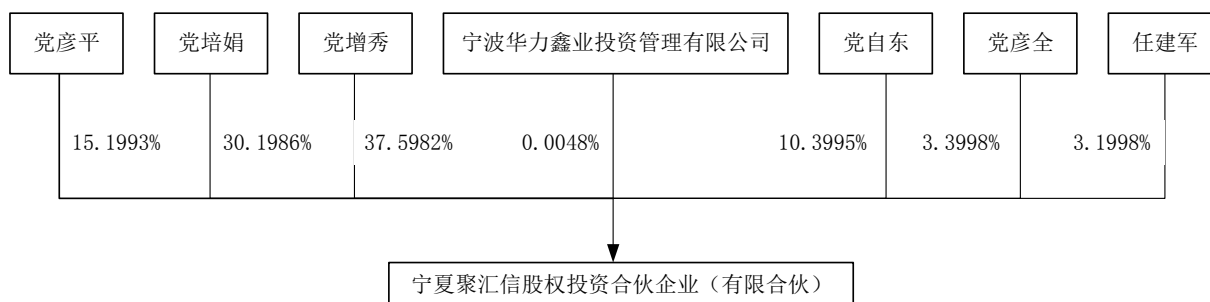 党彦平 党培娟 党增秀 宁波华力鑫业投资管理有限公司 党自东 党彦全 任建军
15.1993% 30.1986% 37.5982% 0.0048% 10.3995% 3.3998% 3.1998%
宁夏聚汇信股权投资合伙企业（有限合伙）